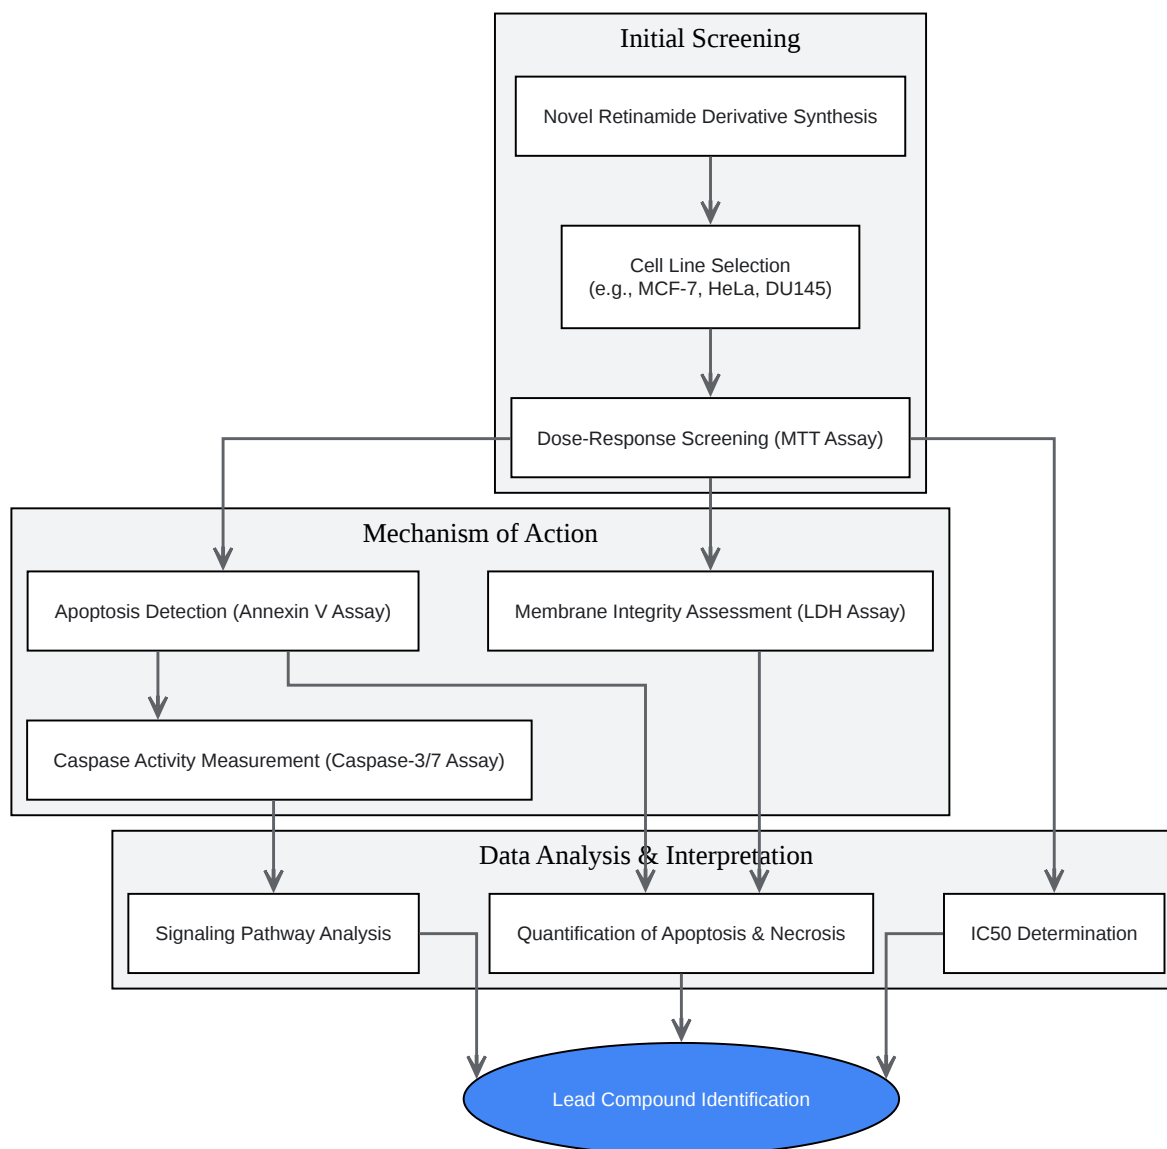 Initial Screening
Novel Retinamide Derivative Synthesis
Cell Line Selection
(e.g., MCF-7, HeLa, DU145)
Dose-Response Screening (MTT Assay)
Mechanism of Action
Apoptosis Detection (Annexin V Assay)
Membrane Integrity Assessment (LDH Assay)
Caspase Activity Measurement (Caspase-3/7 Assay)
Data Analysis & Interpretation
Signaling Pathway Analysis
Quantification of Apoptosis & Necrosis
IC50 Determination
Lead Compound Identification